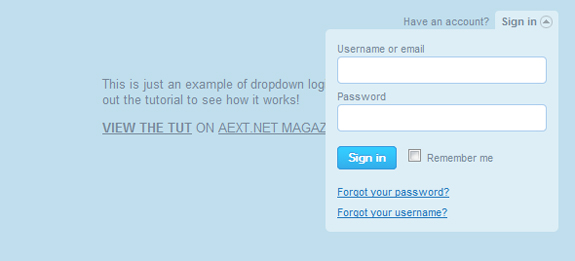 Have an account? Sign in
Username or email
This is just an example of dropdown log
out the tutorial to see how it works!
Password
VIEW THE TUT ON AEXT.NET MAGAZ
Sign in Remember me
Forgot your password?
Forgot your username?